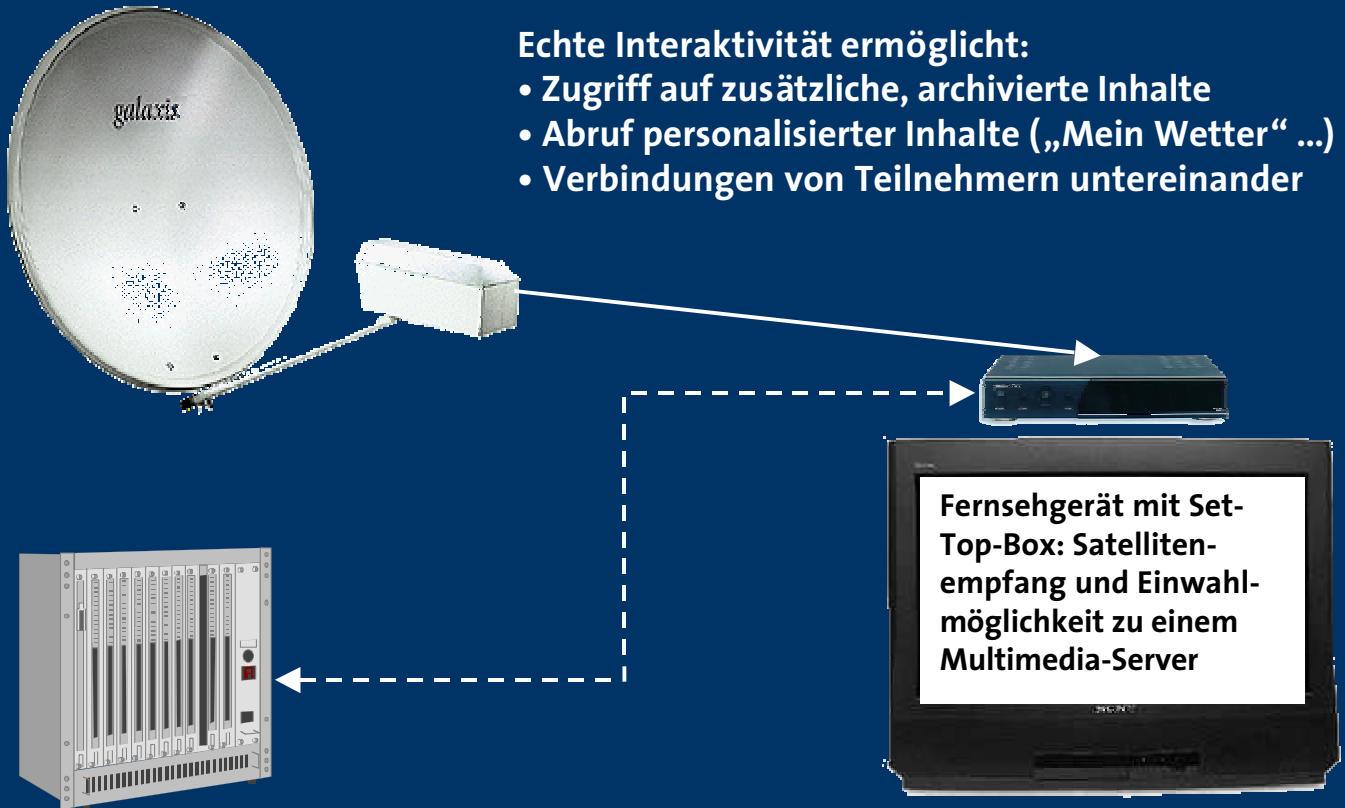 Echte Interaktivität ermöglicht:
• Zugriff auf zusätzliche, archivierte Inhalte
• Abruf personalisierter Inhalte („Mein Wetter“ ...)
• Verbindungen von Teilnehmern untereinander
galaxis
Fernsehgerät mit Set-
Top-Box: Satelliten-
empfang und Einwahl-
möglichkeit zu einem
Multimedia-Server
SONY